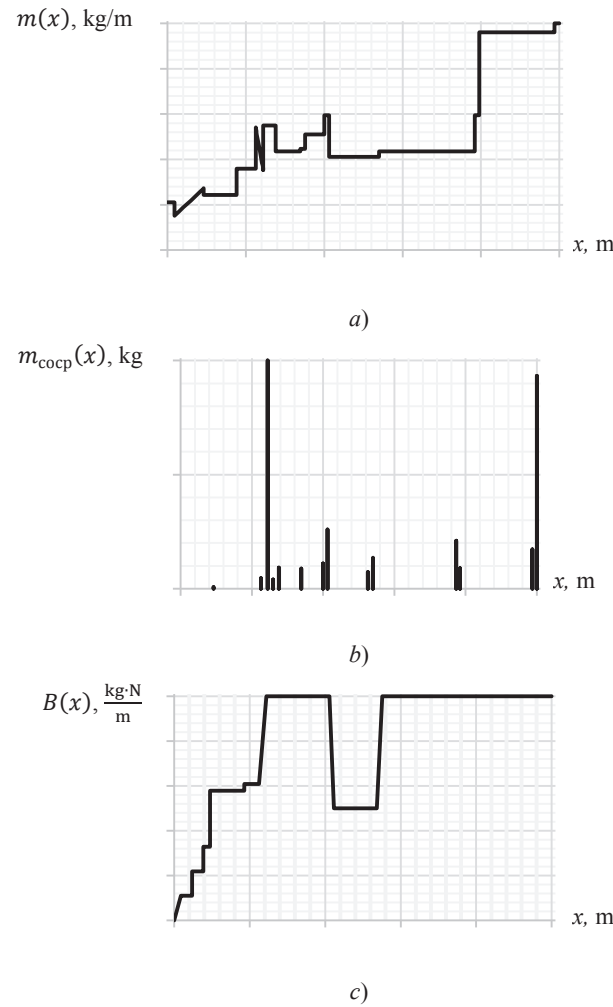 m(x), kg/m
x, m
a)
m_cocp(x), kg
x, m
b)
B(x), kg·N/m
x, m
c)